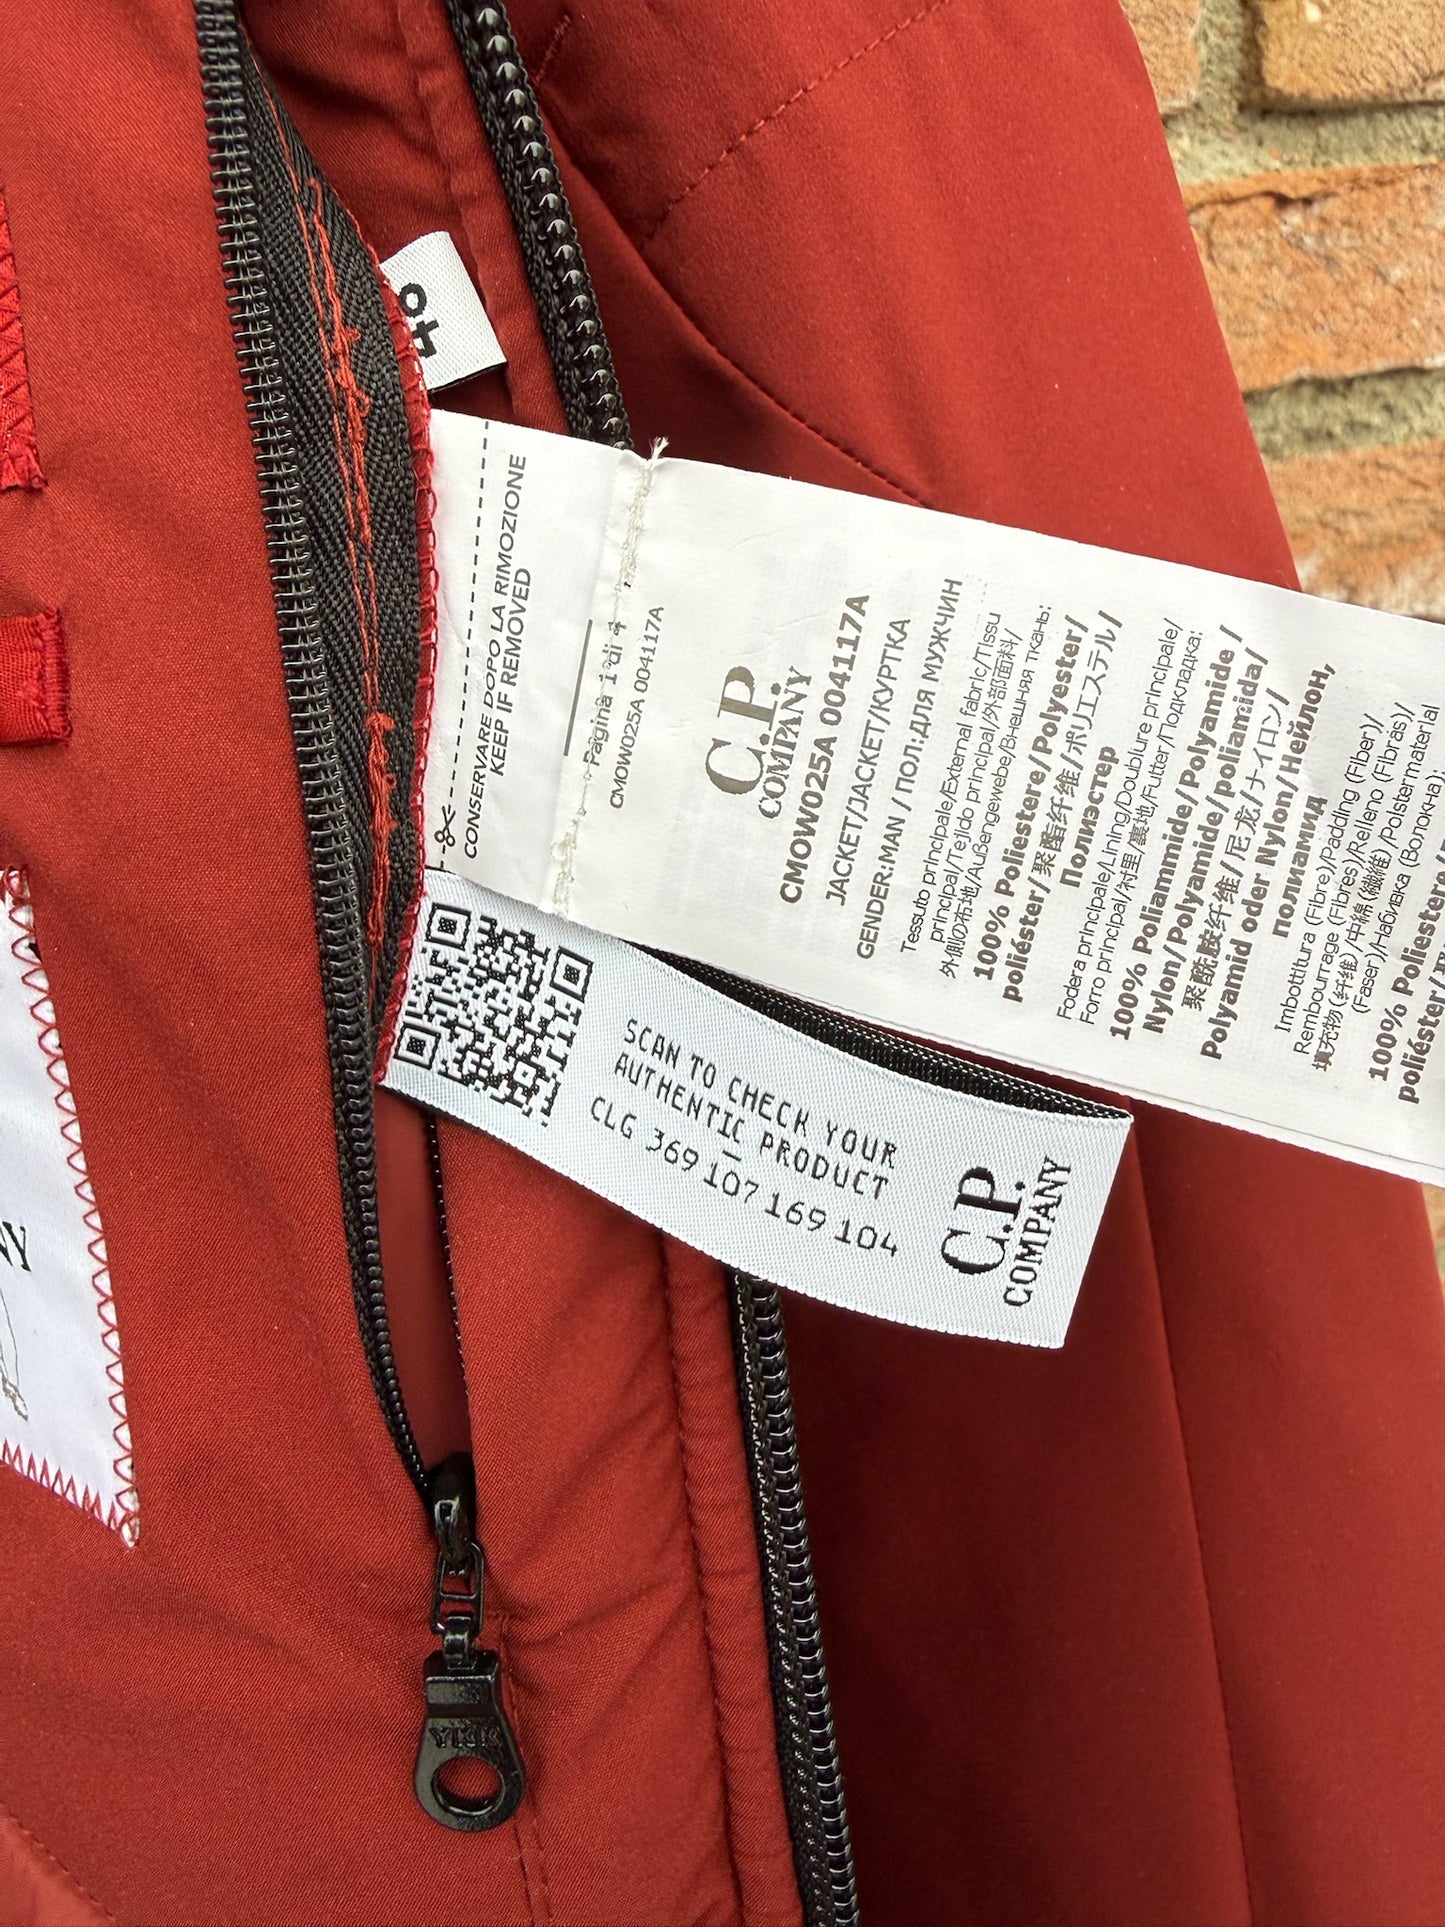 46
CONSERVARE DOPO LA RIMOZIONE
KEEP IF REMOVED
Pagina 1 di 4
CMOW025A 004117A
C.P.
COMPANY
CMOW025A 004117A
JACKET/JACKET/КУРТКА
GENDER:MAN / ПОЛ:ДЛЯ МУЖЧИН
Tessuto principale/External fabric/Tissu
principal/Tejido principal/外部面料/
外側の布地/Außengewebe/Внешняя ткань:
100% Poliestere/Polyester/
poliéster/聚酯纤维/ポリエステル/
Полиэстер
Fodera principale/Lining/Doublure principale/
Forro principal/衬里/裏地/Futter/Подкладка:
100% Poliammide/Polyamide/
Nylon/Polyamide/poliamida/
聚酰胺纤维/尼龙/ナイロン/
Polyamid oder Nylon/Нейлон,
полиамид
Imbottitura (Fibre)/Padding (Fiber)/
Rembourrage (Fibres)/Relleno (Fibras)/
填充物(纤维)/中綿(繊維)/Polstermaterial
(Faser)/Набивка (Волокна):
100% Poliestere/
poliéster/
SCAN TO CHECK YOUR
AUTHENTIC PRODUCT
CLG 369 107 169 104
C.P.
COMPANY
NY
YKK